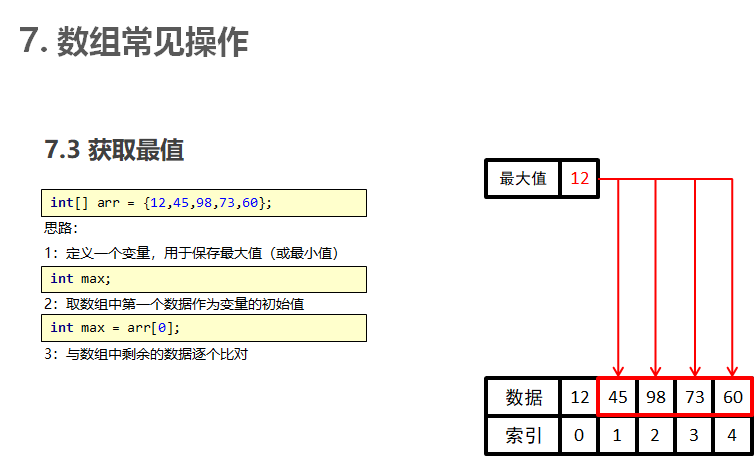 7. 数组常见操作
7.3 获取最值
int[] arr = {12,45,98,73,60};
思路：
1：定义一个变量，用于保存最大值（或最小值）
int max;
2：取数组中第一个数据作为变量的初始值
int max = arr[0];
3：与数组中剩余的数据逐个比对
最大值 12
数据 12 45 98 73 60
索引 0 1 2 3 4